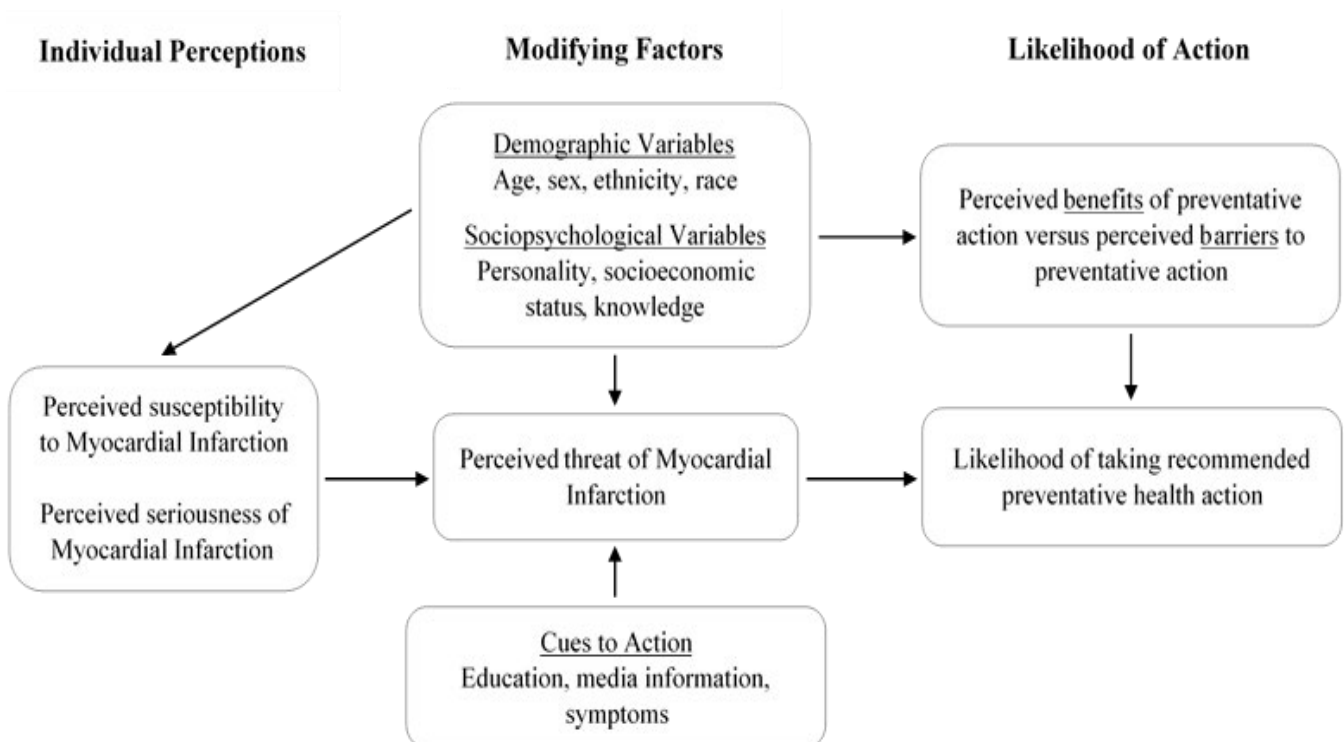 Individual Perceptions
Modifying Factors
Likelihood of Action
Demographic Variables
Age, sex, ethnicity, race
Sociopsychological Variables
Personality, socioeconomic
status, knowledge
Perceived benefits of preventative
action versus perceived barriers to
preventative action
Perceived susceptibility
to Myocardial Infarction
Perceived seriousness of
Myocardial Infarction
Perceived threat of Myocardial
Infarction
Likelihood of taking recommended
preventative health action
Cues to Action
Education, media information,
symptoms